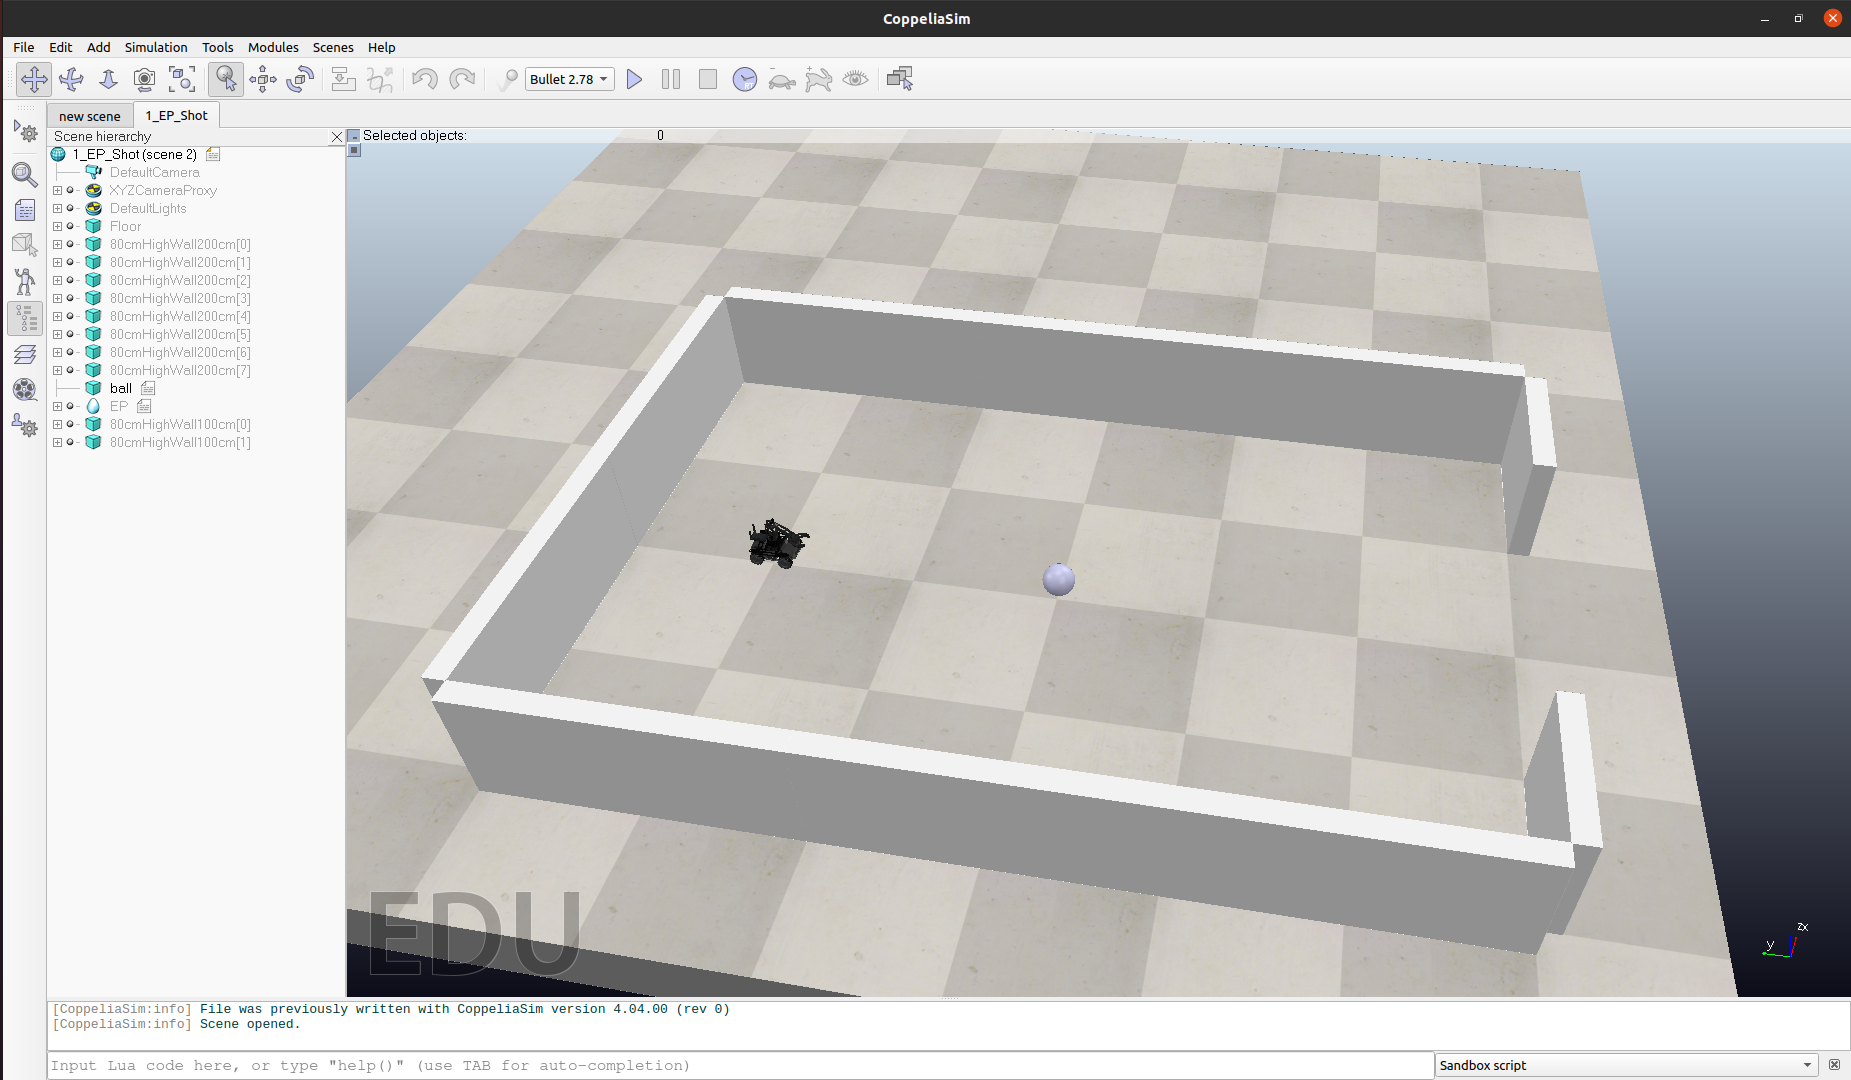 CoppeliaSim
File Edit Add Simulation Tools Modules Scenes Help
Bullet 2.78
new scene
1_EP_Shot
Scene hierarchy
Selected objects: 0
1_EP_Shot (scene 2)
DefaultCamera
XYZCameraProxy
DefaultLights
Floor
80cmHighWall200cm[0]
80cmHighWall200cm[1]
80cmHighWall200cm[2]
80cmHighWall200cm[3]
80cmHighWall200cm[4]
80cmHighWall200cm[5]
80cmHighWall200cm[6]
80cmHighWall200cm[7]
ball
EP
80cmHighWall100cm[0]
80cmHighWall100cm[1]
EDU
zx
y
[CoppeliaSim:info] File was previously written with CoppeliaSim version 4.04.00 (rev 0)
[CoppeliaSim:info] Scene opened.
Input Lua code here, or type "help()" (use TAB for auto-completion)
Sandbox script